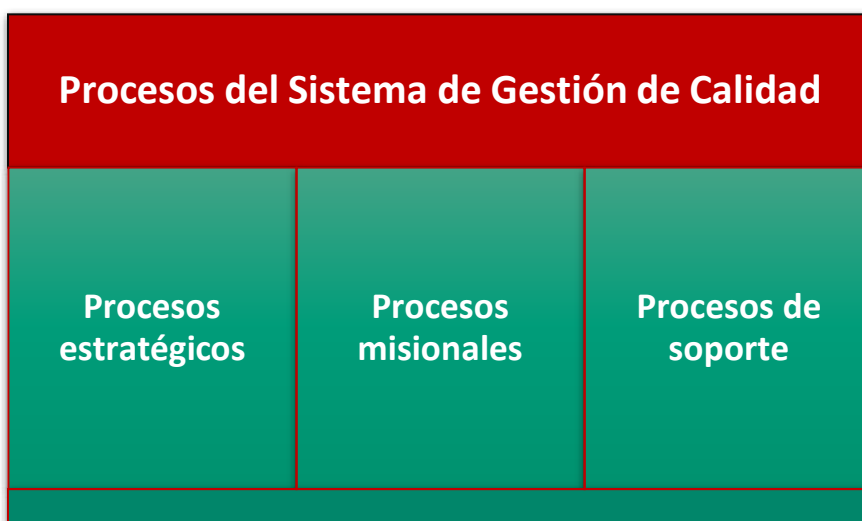 Procesos del Sistema de Gestión de Calidad
Procesos
estratégicos
Procesos
misionales
Procesos de
soporte